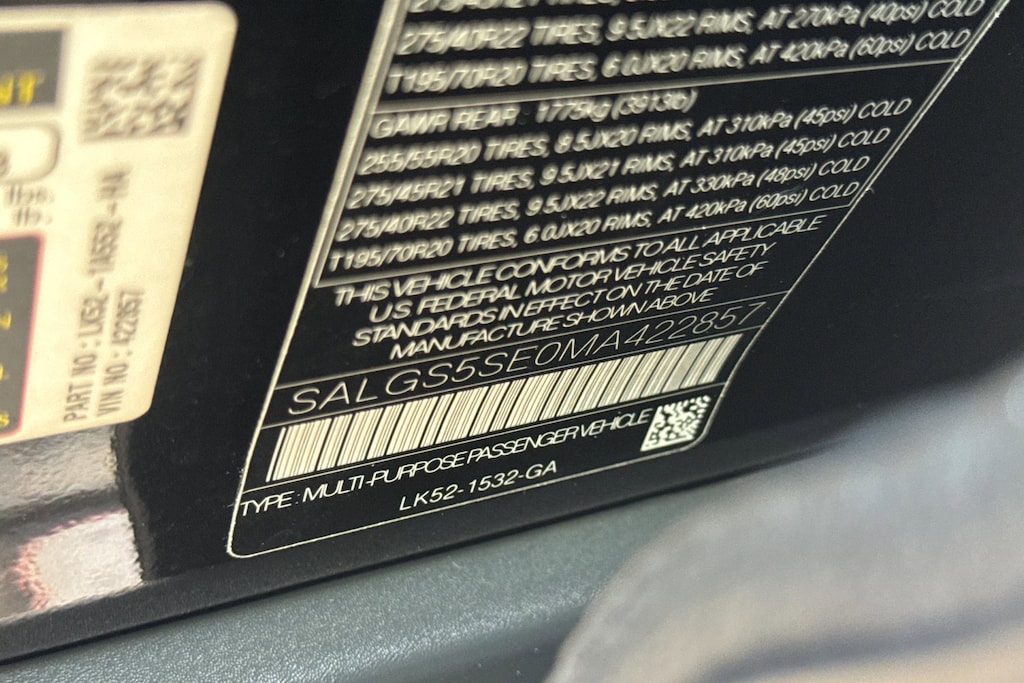 NT
lbs.
lb.
PART NO : LK52-1A552-HA
VIN NO : 422857
275/40R22 TIRES, 9.5JX22 RIMS, AT 270kPa (40psi) COLD
T195/70R20 TIRES, 6.0JX20 RIMS, AT 420kPa (60psi) COLD
GAWR REAR : 1775kg (3913lb)
255/55R20 TIRES, 8.5JX20 RIMS, AT 310kPa (45psi) COLD
275/45R21 TIRES, 9.5JX21 RIMS, AT 310kPa (45psi) COLD
275/40R22 TIRES, 9.5JX22 RIMS, AT 330kPa (48psi) COLD
T195/70R20 TIRES, 6.0JX20 RIMS, AT 420kPa (60psi) COLD
THIS VEHICLE CONFORMS TO ALL APPLICABLE
U.S. FEDERAL MOTOR VEHICLE SAFETY
STANDARDS IN EFFECT ON THE DATE OF
MANUFACTURE SHOWN ABOVE
SALGS5SE0MA422857
TYPE : MULTI-PURPOSE PASSENGER VEHICLE
LK52-1532-GA